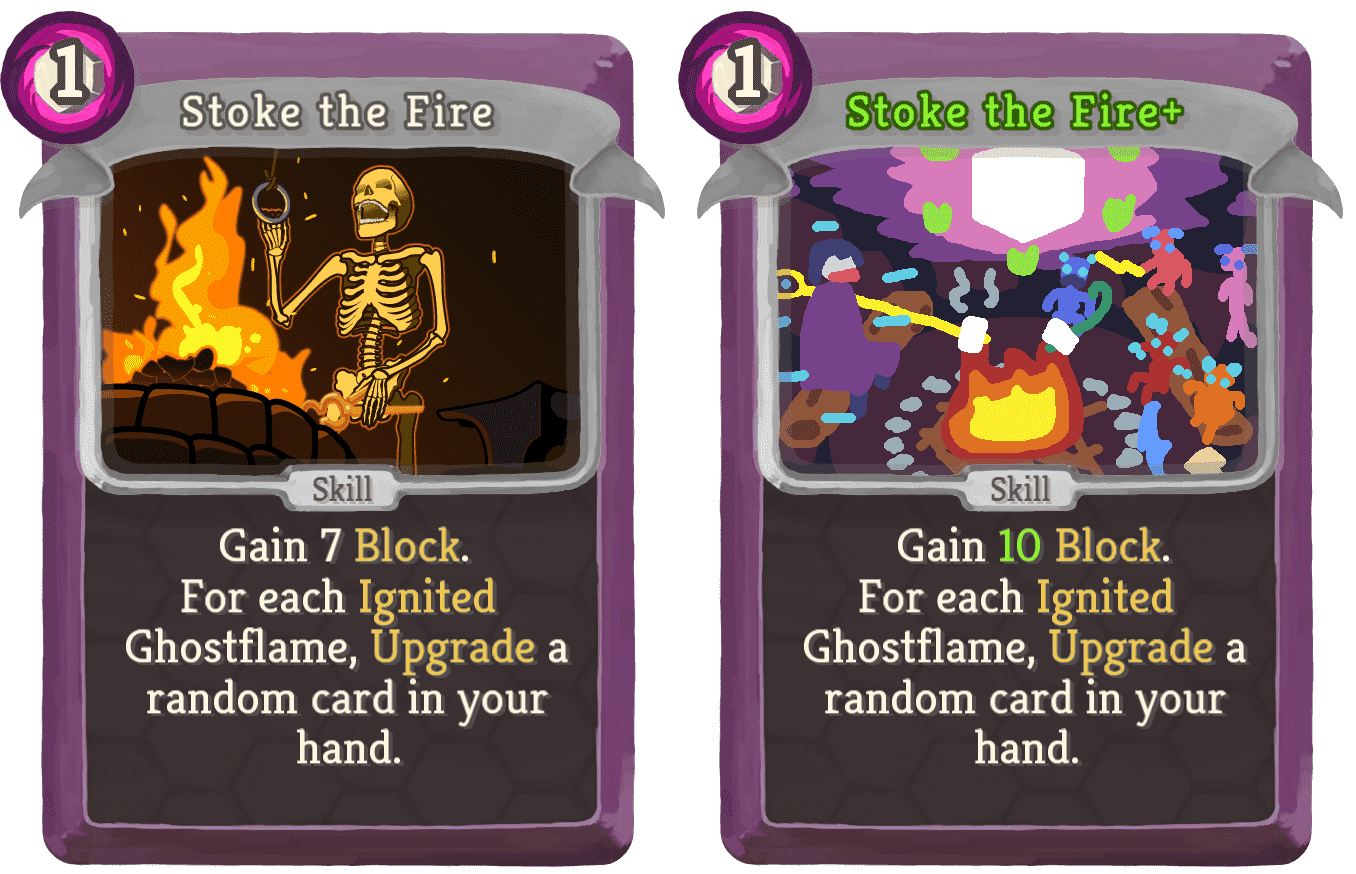 1
Stoke the Fire
Skill
Gain 7 Block.
For each Ignited
Ghostflame, Upgrade a
random card in your
hand.
1
Stoke the Fire+
Skill
Gain 10 Block.
For each Ignited
Ghostflame, Upgrade a
random card in your
hand.